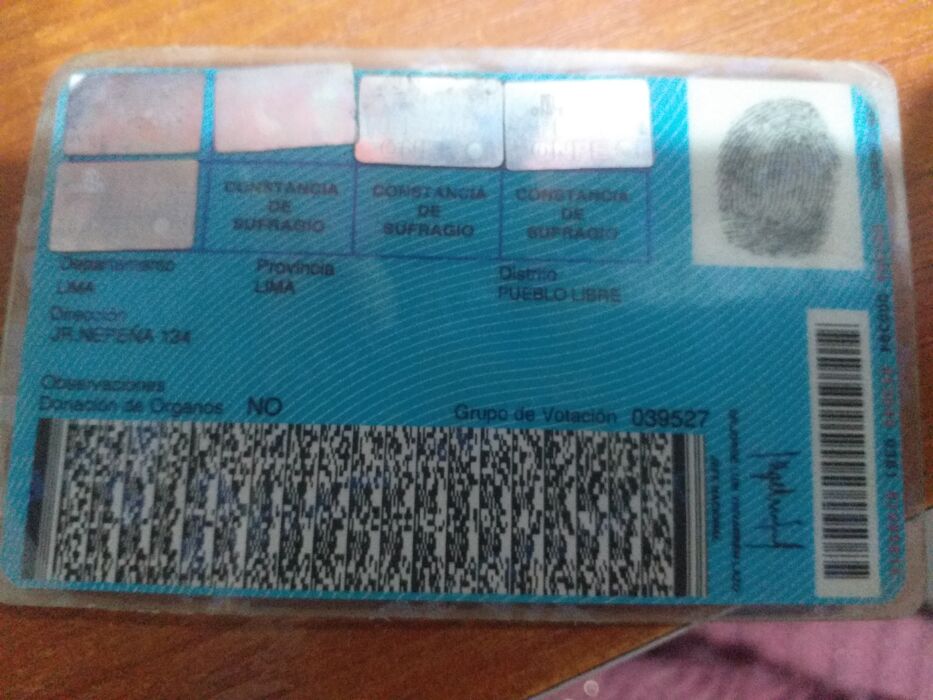 CONSTANCIA
DE
SUFRAGIO
CONSTANCIA
DE
SUFRAGIO
CONSTANCIA
DE
SUFRAGIO
Departamento Provincia Distrito
LIMA LIMA PUEBLO LIBRE
Dirección
JR.NEPEÑA 134
Observaciones
Donación de Organos NO Grupo de Votación 039527